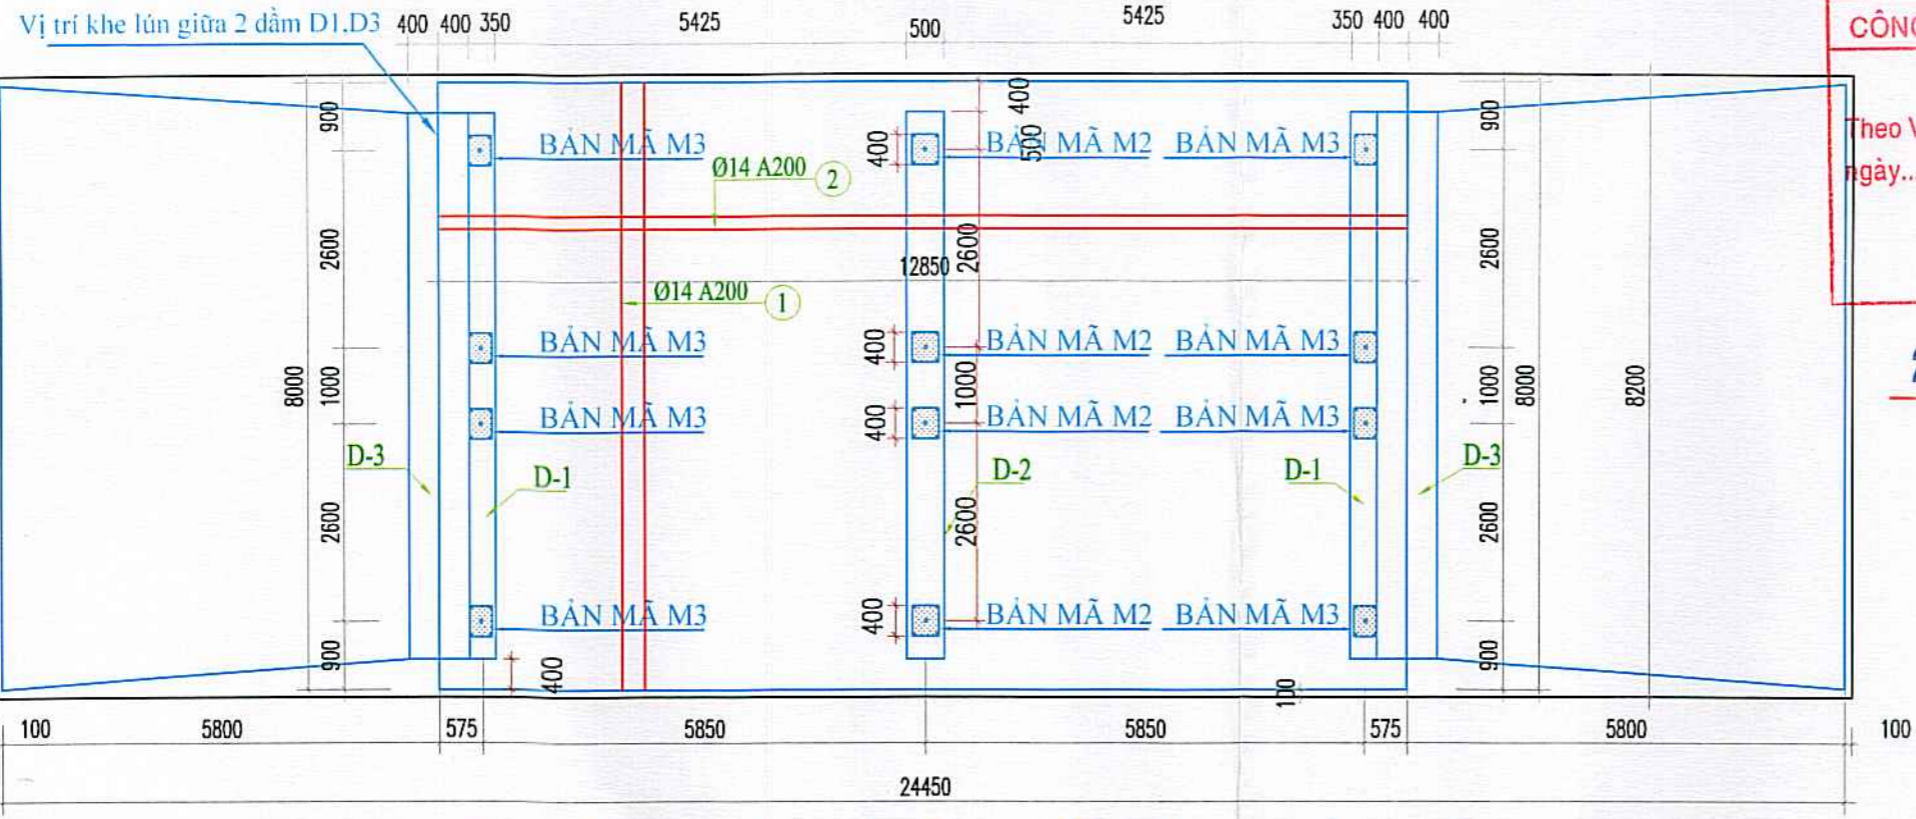 Vị trí khe lún giữa 2 dầm D1.D3
400 400 350 5425 500 5425 350 400 400
CÔNG
Theo V
ngày..
900 400 900
BẢN MÃ M3 400 BẢN MÃ M2 500 BẢN MÃ M3
Ø14 A200 2
2600 12850 2600 2600
Ø14 A200 1
BẢN MÃ M3 400 BẢN MÃ M2 BẢN MÃ M3
8000 1000 1000 1000 8000 8200
BẢN MÃ M3 400 BẢN MÃ M2 BẢN MÃ M3
D-3 D-1 D-2 D-1 D-3
2600 2600 2600
BẢN MÃ M3 400 BẢN MÃ M2 BẢN MÃ M3
900 400 100 900
100 5800 575 5850 5850 575 5800 100
24450